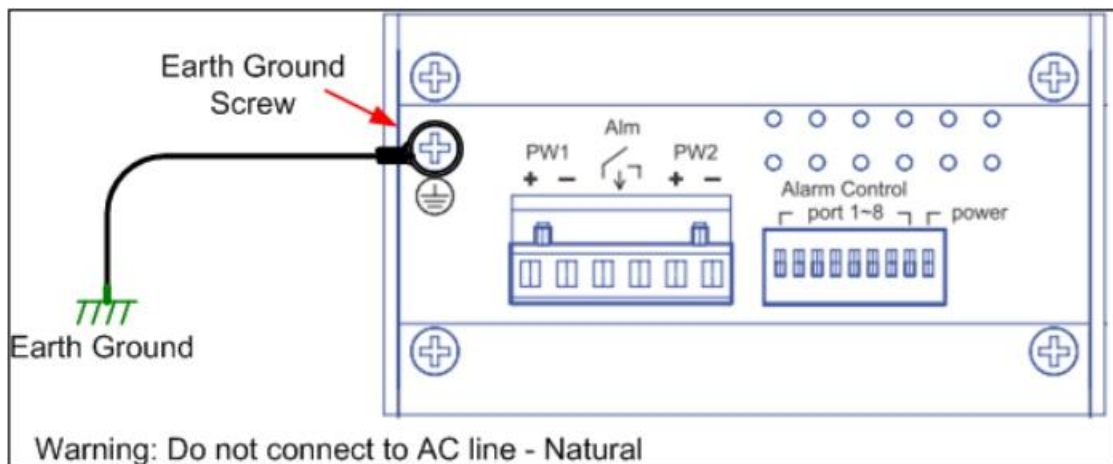 Earth Ground
Screw
Alm
PW1
PW2
+ − + −
Alarm Control
port 1~8
power
Earth Ground
Warning: Do not connect to AC line - Natural